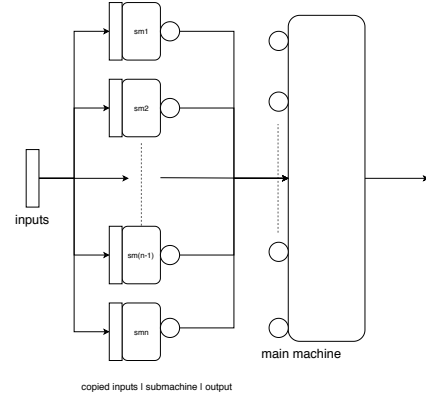 sm1
sm2
inputs
sm(n-1)
smn
main machine
copied inputs | submachine | output